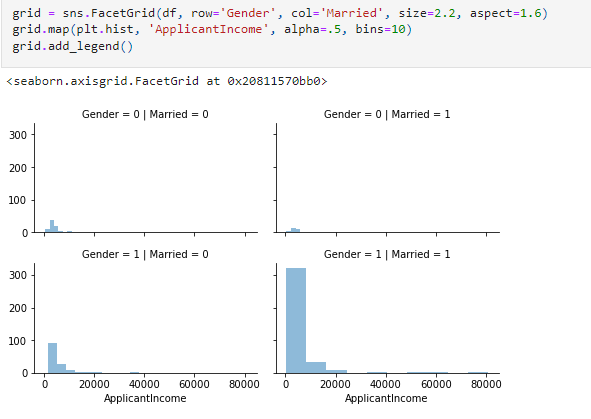 grid = sns.FacetGrid(df, row='Gender', col='Married', size=2.2, aspect=1.6)
grid.map(plt.hist, 'ApplicantIncome', alpha=.5, bins=10)
grid.add_legend()
<seaborn.axisgrid.FacetGrid at 0x20811570bb0>
Gender = 0 | Married = 0
Gender = 0 | Married = 1
300
200
100
0
Gender = 1 | Married = 0
Gender = 1 | Married = 1
300
200
100
0
0 20000 40000 60000 80000
0 20000 40000 60000 80000
ApplicantIncome
ApplicantIncome